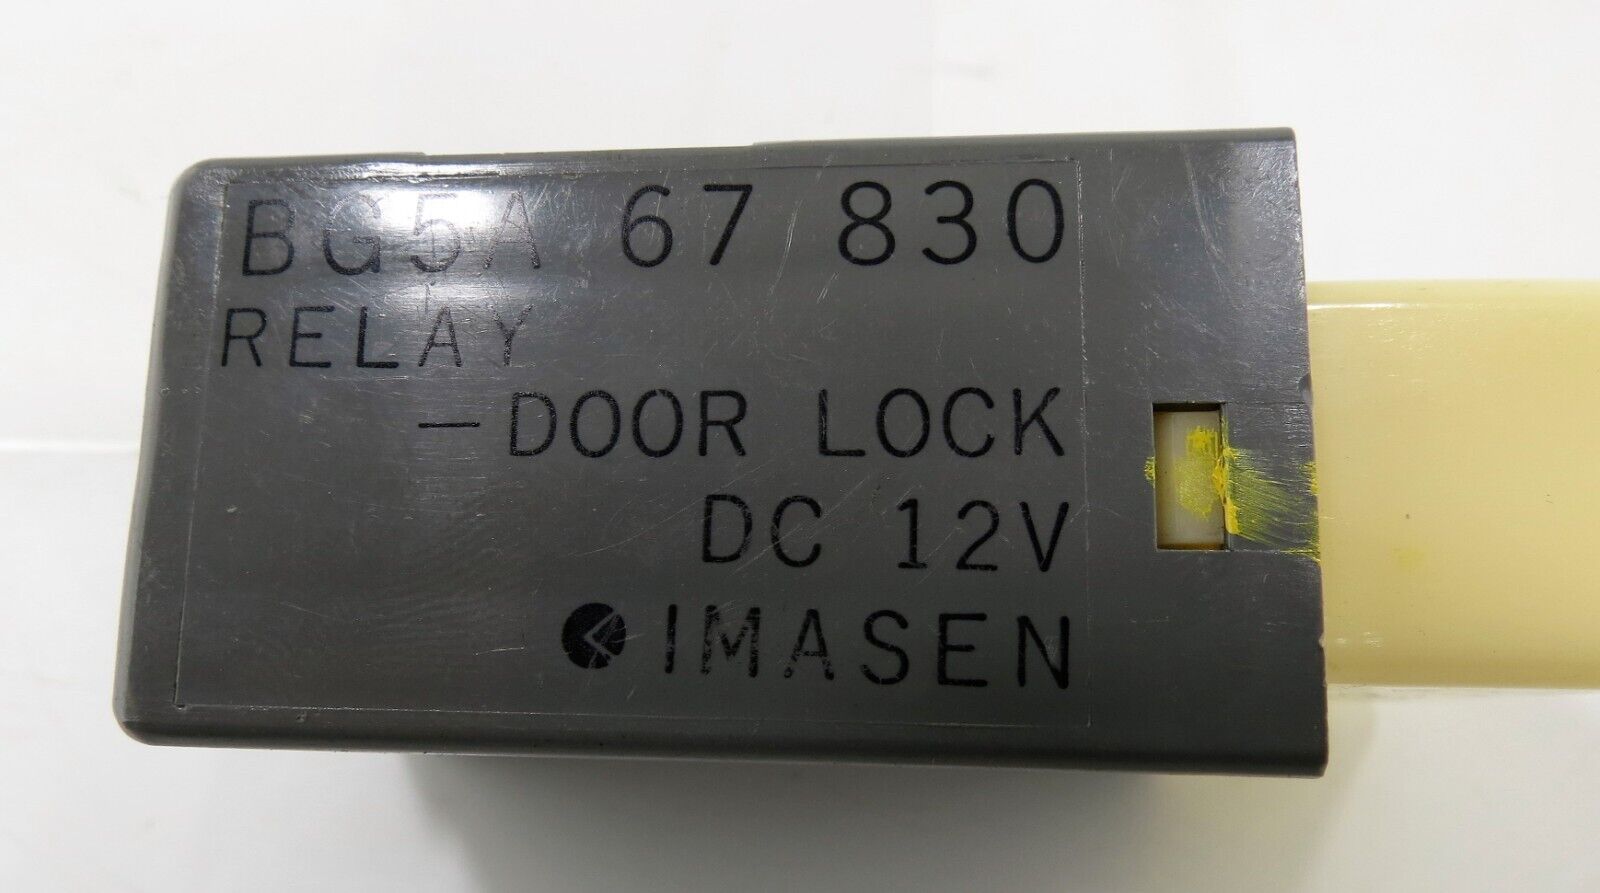 BG5A 67 830
RELAY
—DOOR LOCK
DC 12V
IMASEN